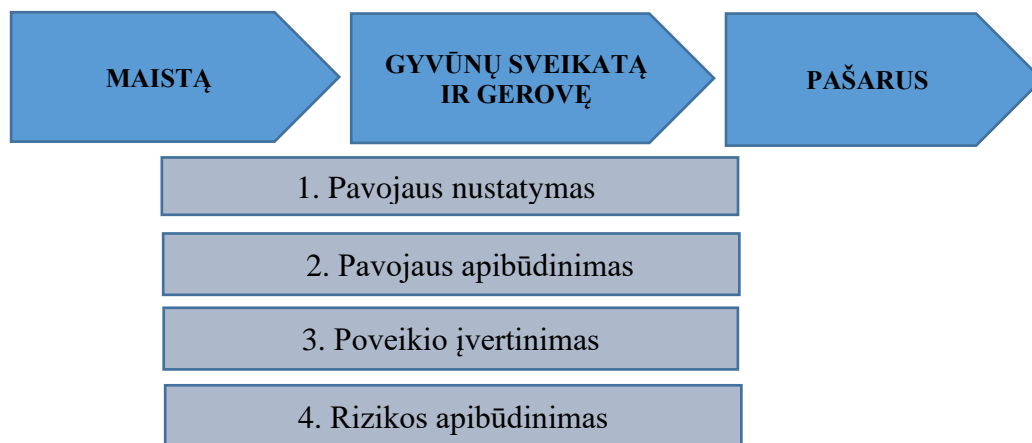 MAISTĄ
GYVŪNŲ SVEIKATĄ
IR GEROVĘ
PAŠARUS
1. Pavojaus nustatymas
2. Pavojaus apibūdinimas
3. Poveikio įvertinimas
4. Rizikos apibūdinimas